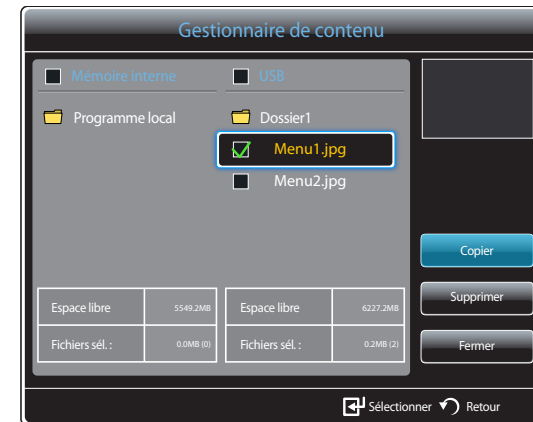 Gestionnaire de contenu
Mémoire interne
USB
Programme local
Dossier1
Menu1.jpg
Menu2.jpg
Copier
Supprimer
Fermer
Espace libre 5549.2MB
Espace libre 6227.2MB
Fichiers sél. : 0.0MB (0)
Fichiers sél. : 0.2MB (2)
Sélectionner Retour